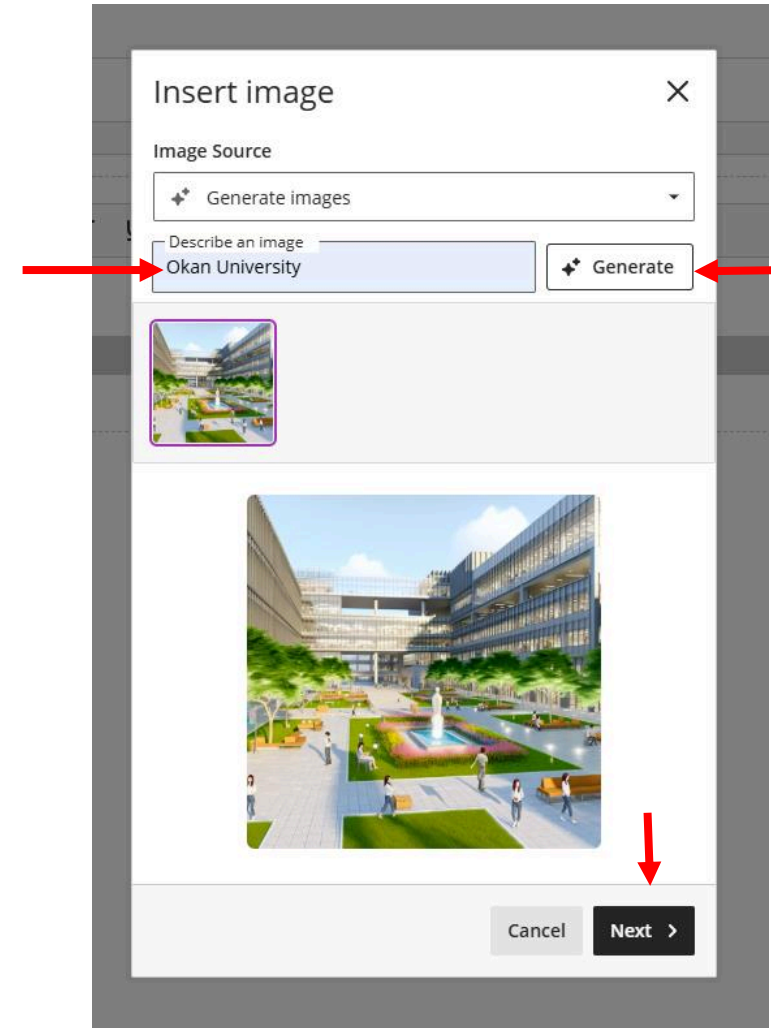 Insert image
Image Source
Generate images
Describe an image
Okan University
Generate
Cancel
Next